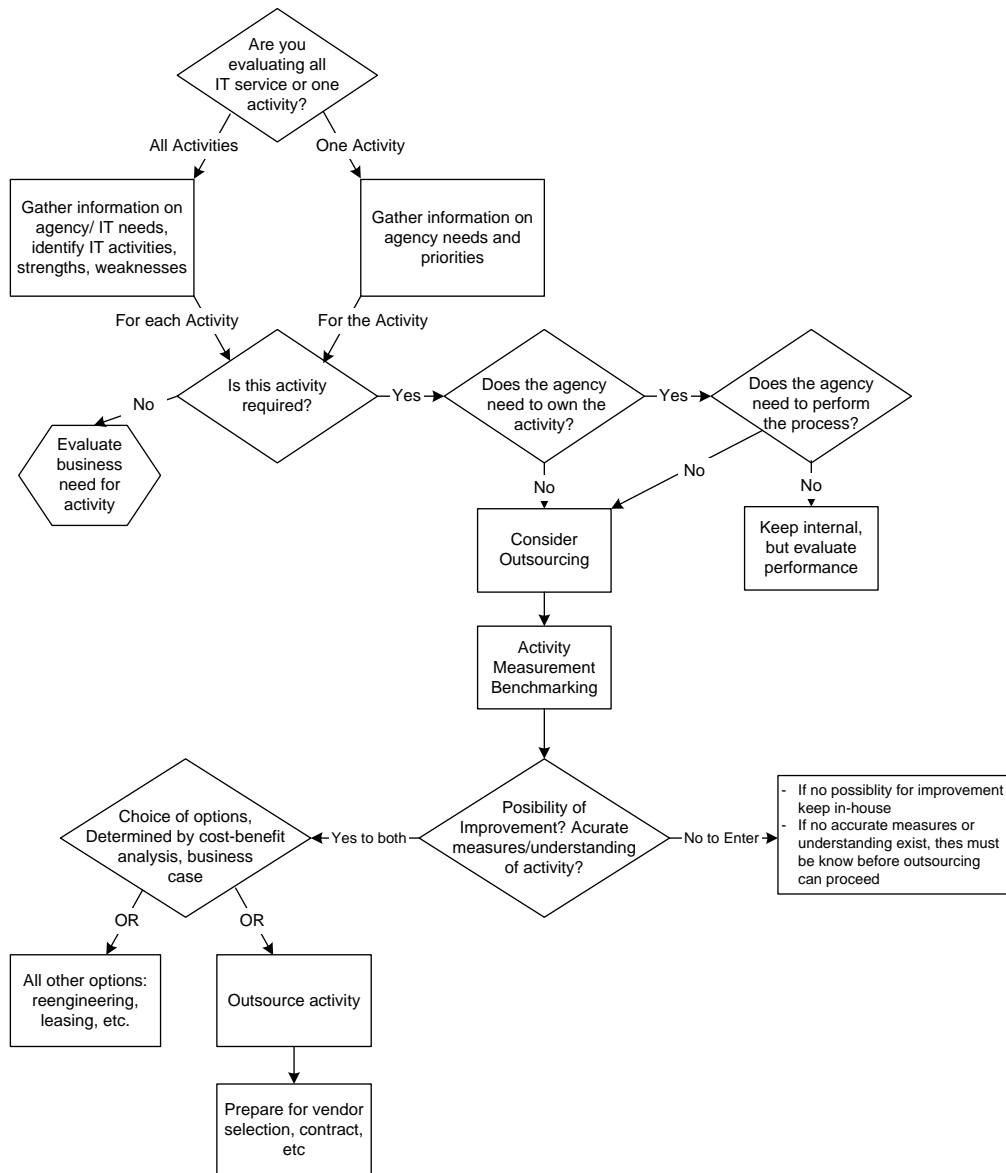 Are you
evaluating all
IT service or one
activity?
All Activities
One Activity
Gather information on
agency/ IT needs,
identify IT activities,
strengths, weaknesses
Gather information on
agency needs and
priorities
For each Activity
For the Activity
Is this activity
required?
Yes
Does the agency
need to own the
activity?
Yes
Does the agency
need to perform
the process?
No
Evaluate
business
need for
activity
No
No
No
Consider
Outsourcing
Keep internal,
but evaluate
performance
Activity
Measurement
Benchmarking
Choice of options,
Determined by cost-benefit
analysis, business
case
Yes to both
Posibility of
Improvement? Acurate
measures/understanding
of activity?
No to Enter
- If no possiblity for improvement
keep in-house
- If no accurate measures or
understanding exist, thes must
be know before outsourcing
can proceed
OR
OR
All other options:
reengineering,
leasing, etc.
Outsource activity
Prepare for vendor
selection, contract,
etc